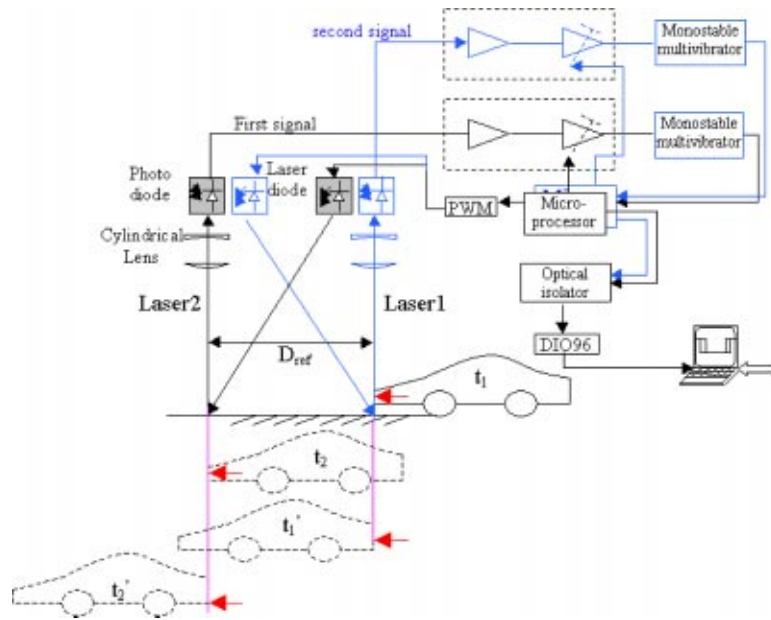 second signal
Monostable
multivibrator
First signal
Monostable
multivibrator
Photo
diode
Laser
diode
PWM
Micro-
processor
Cylindrical
Lens
Optical
isolator
Laser2
Laser1
D_ref
DIO96
t₁
t₂
t₁'
t₂'